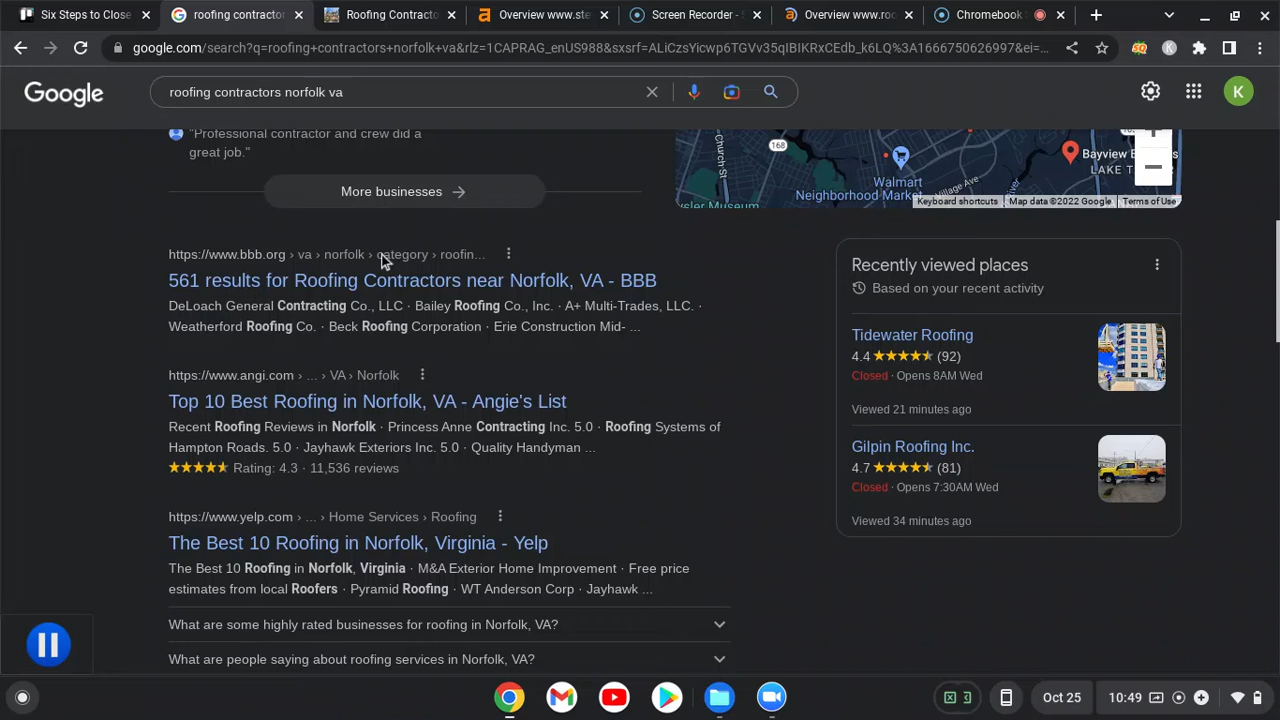 Six Steps to Close
roofing contractor
Roofing Contracto
Overview www.ste
Screen Recorder - S
Overview www.roo
Chromebook
google.com/search?q=roofing+contractors+norfolk+va&rlz=1CAPRAG_enUS988&sxsrf=ALiCzsYicwp6TGVv35qIBIKRxCEdb_k6LQ%3A1666750626997&ei=...
K
Google
roofing contractors norfolk va
K
"Professional contractor and crew did a
great job."
More businesses
168
Church St
Walmart
Neighborhood Market
Village Ave
River
Bayview B
LAKE T
ysler Museum
Keyboard shortcuts
Map data ©2022 Google
Terms of Use
https://www.bbb.org › va › norfolk › category › roofin...
561 results for Roofing Contractors near Norfolk, VA - BBB
DeLoach General Contracting Co., LLC · Bailey Roofing Co., Inc. · A+ Multi-Trades, LLC. ·
Weatherford Roofing Co. · Beck Roofing Corporation · Erie Construction Mid- ...
https://www.angi.com › ... › VA › Norfolk
Top 10 Best Roofing in Norfolk, VA - Angie's List
Recent Roofing Reviews in Norfolk · Princess Anne Contracting Inc. 5.0 · Roofing Systems of
Hampton Roads. 5.0 · Jayhawk Exteriors Inc. 5.0 · Quality Handyman ...
Rating: 4.3 · 11,536 reviews
https://www.yelp.com › ... › Home Services › Roofing
The Best 10 Roofing in Norfolk, Virginia - Yelp
The Best 10 Roofing in Norfolk, Virginia · M&A Exterior Home Improvement · Free price
estimates from local Roofers · Pyramid Roofing · WT Anderson Corp · Jayhawk ...
What are some highly rated businesses for roofing in Norfolk, VA?
What are people saying about roofing services in Norfolk, VA?
Recently viewed places
Based on your recent activity
Tidewater Roofing
4.4 (92)
Closed · Opens 8AM Wed
Viewed 21 minutes ago
Gilpin Roofing Inc.
4.7 (81)
Closed · Opens 7:30AM Wed
Viewed 34 minutes ago
Oct 25
10:49